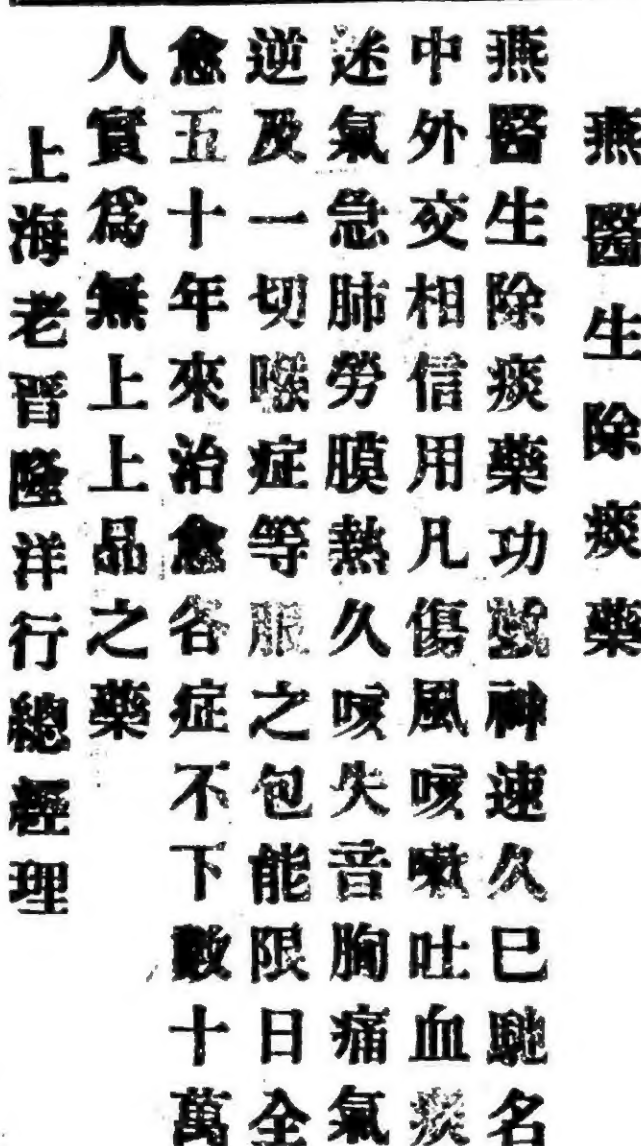 燕醫生除痰藥
燕醫生除痰藥功效神速久已馳名
中外交相信用凡傷風咳嗽吐血痰
迷氣急肺勞膜熱久咳失音胸痛氣
逆及一切喉症等服之包能限日全
愈五十年來治愈各症不下數十萬
人實爲無上上品之藥
上海老晋隆洋行總經理